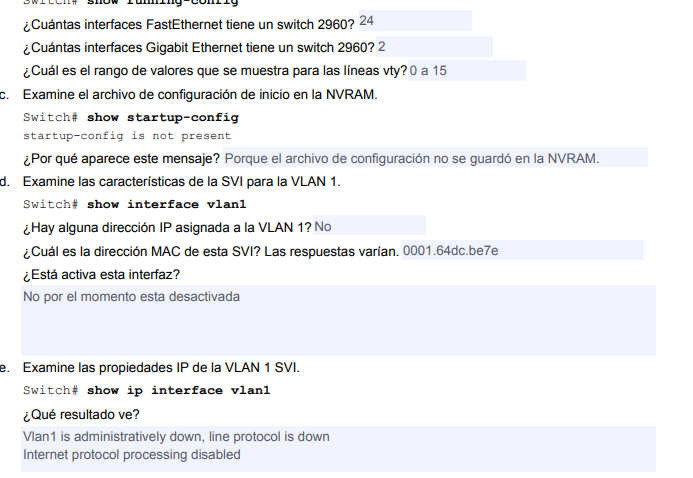 Switch# show running-config
¿Cuántas interfaces FastEthernet tiene un switch 2960? 24
¿Cuántas interfaces Gigabit Ethernet tiene un switch 2960? 2
¿Cuál es el rango de valores que se muestra para las líneas vty? 0 a 15
c. Examine el archivo de configuración de inicio en la NVRAM.
Switch# show startup-config
startup-config is not present
¿Por qué aparece este mensaje? Porque el archivo de configuración no se guardó en la NVRAM.
d. Examine las características de la SVI para la VLAN 1.
Switch# show interface vlan1
¿Hay alguna dirección IP asignada a la VLAN 1? No
¿Cuál es la dirección MAC de esta SVI? Las respuestas varían. 0001.64dc.be7e
¿Está activa esta interfaz?
No por el momento esta desactivada
e. Examine las propiedades IP de la VLAN 1 SVI.
Switch# show ip interface vlan1
¿Qué resultado ve?
Vlan1 is administratively down, line protocol is down
Internet protocol processing disabled